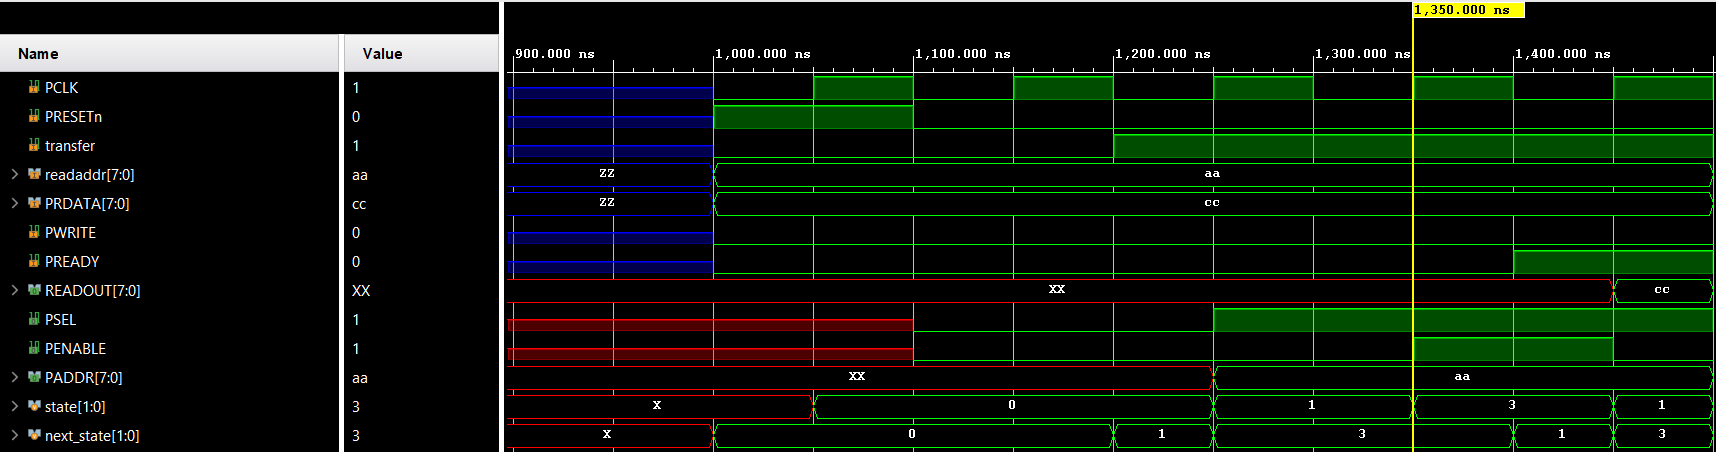 1,350.000 ns
Name Value
900.000 ns 1,000.000 ns 1,100.000 ns 1,200.000 ns 1,300.000 ns 1,400.000 ns
PCLK 1
PRESETn 0
transfer 1
readaddr[7:0] aa ZZ aa
PRDATA[7:0] cc ZZ cc
PWRITE 0
PREADY 0
READOUT[7:0] XX XX cc
PSEL 1
PENABLE 1
PADDR[7:0] aa XX aa
state[1:0] 3 X 0 1 3 1
next_state[1:0] 3 X 0 1 3 1 3